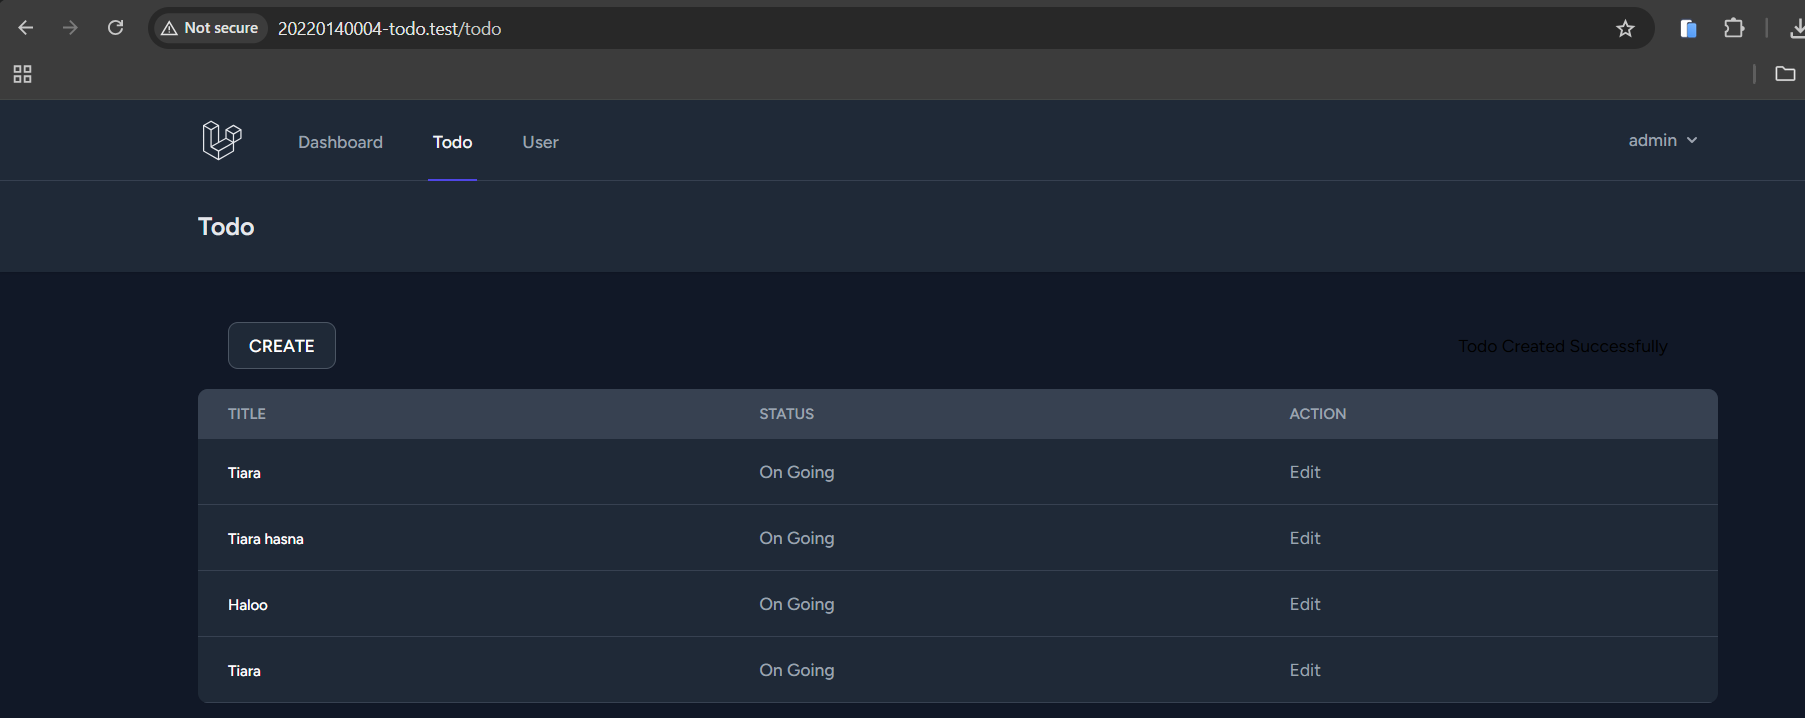 Not secure 20220140004-todo.test/todo
Dashboard Todo User admin
Todo
CREATE Todo Created Successfully
TITLE STATUS ACTION
Tiara On Going Edit
Tiara hasna On Going Edit
Haloo On Going Edit
Tiara On Going Edit